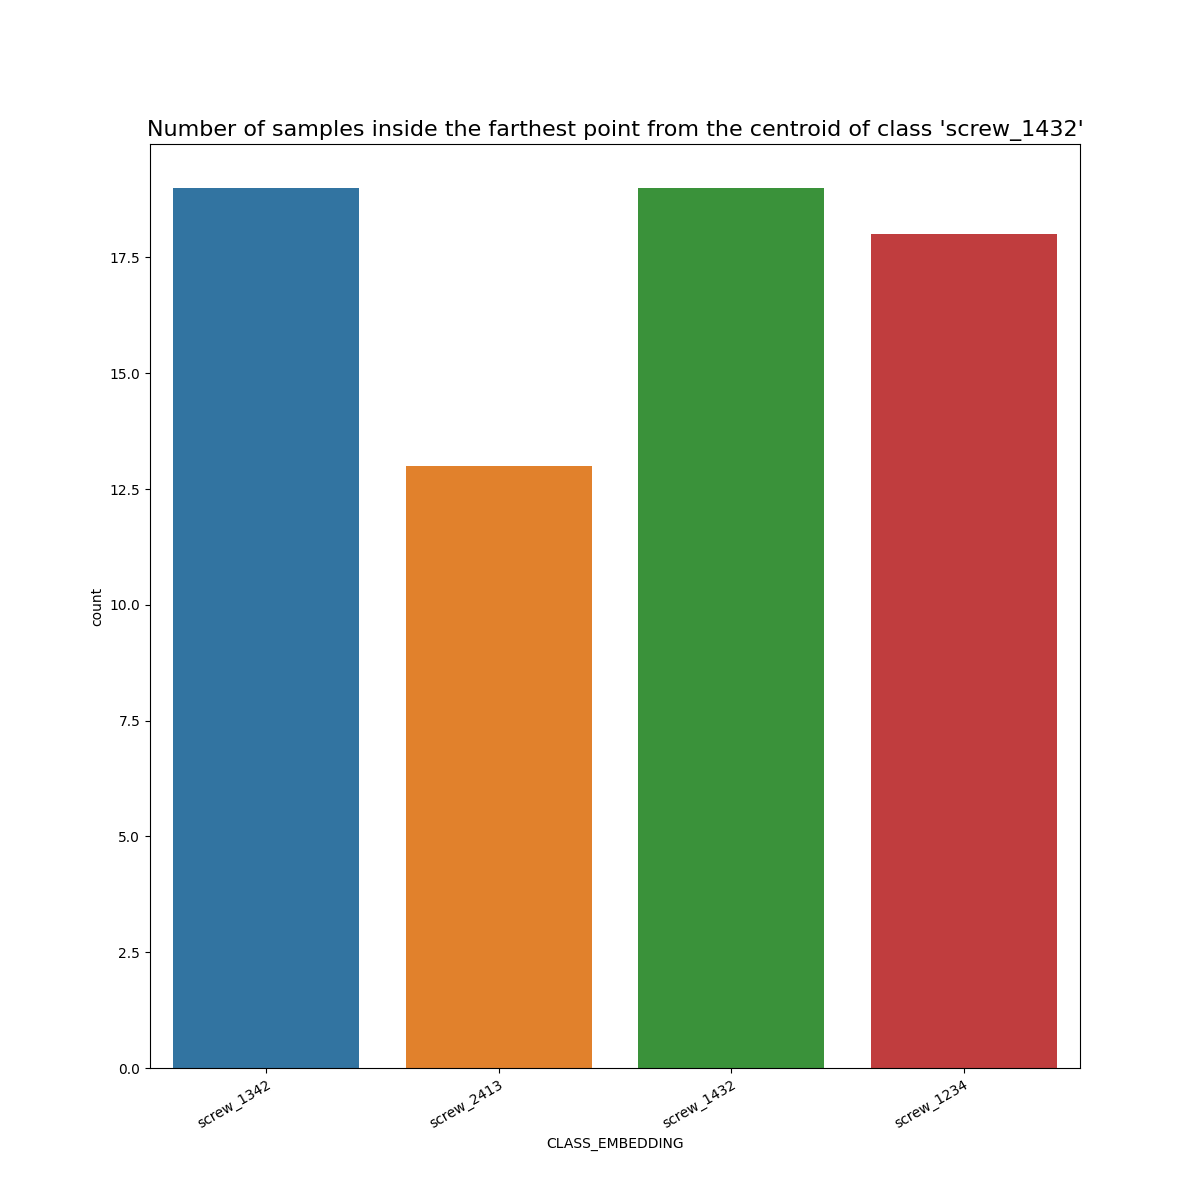 Number of samples inside the farthest point from the centroid of class 'screw_1432'
17.5
15.0
12.5
10.0
7.5
5.0
2.5
0.0
count
screw_1342
screw_2413
screw_1432
screw_1234
CLASS_EMBEDDING